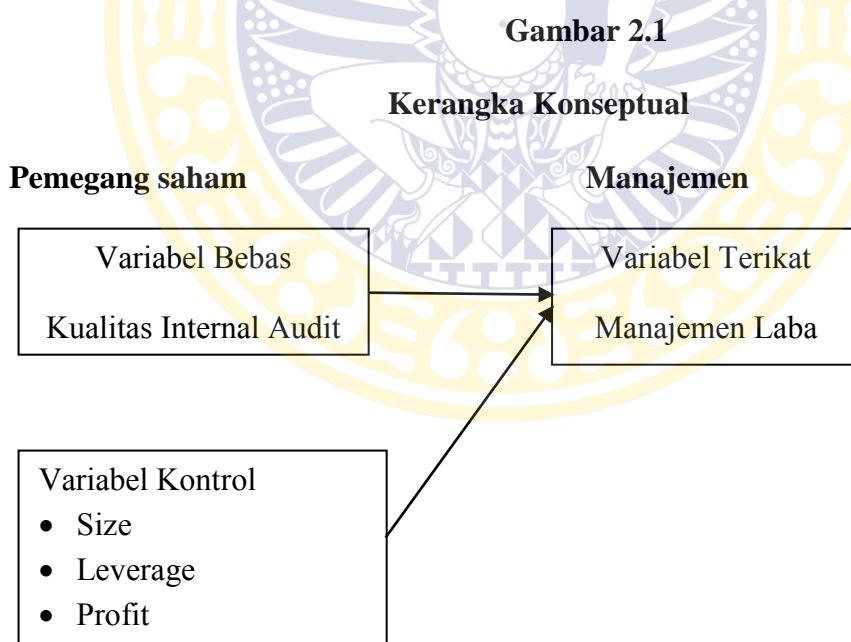 Gambar 2.1
Kerangka Konseptual
Pemegang saham Manajemen
Variabel Bebas
Kualitas Internal Audit
Variabel Terikat
Manajemen Laba
Variabel Kontrol
• Size
• Leverage
• Profit